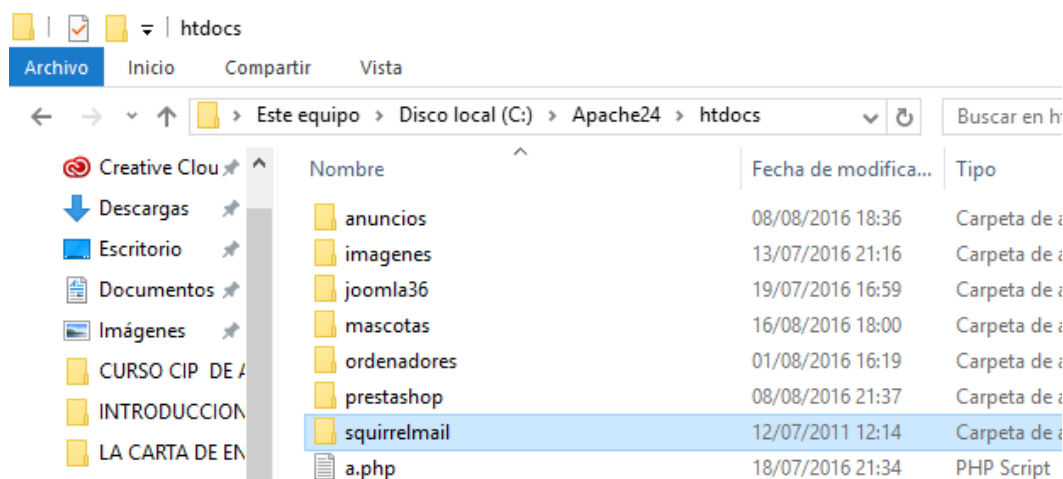 htdocs
Archivo Inicio Compartir Vista
Este equipo > Disco local (C:) > Apache24 > htdocs Buscar en ht
Creative Clou Nombre Fecha de modifica... Tipo
Descargas anuncios 08/08/2016 18:36 Carpeta de a
Escritorio imagenes 13/07/2016 21:16 Carpeta de a
Documentos joomla36 19/07/2016 16:59 Carpeta de a
Imágenes mascotas 16/08/2016 18:00 Carpeta de a
CURSO CIP DE A ordenadores 01/08/2016 16:19 Carpeta de a
INTRODUCCION prestashop 08/08/2016 21:37 Carpeta de a
LA CARTA DE EN squirrelmail 12/07/2011 12:14 Carpeta de a
a.php 18/07/2016 21:34 PHP Script